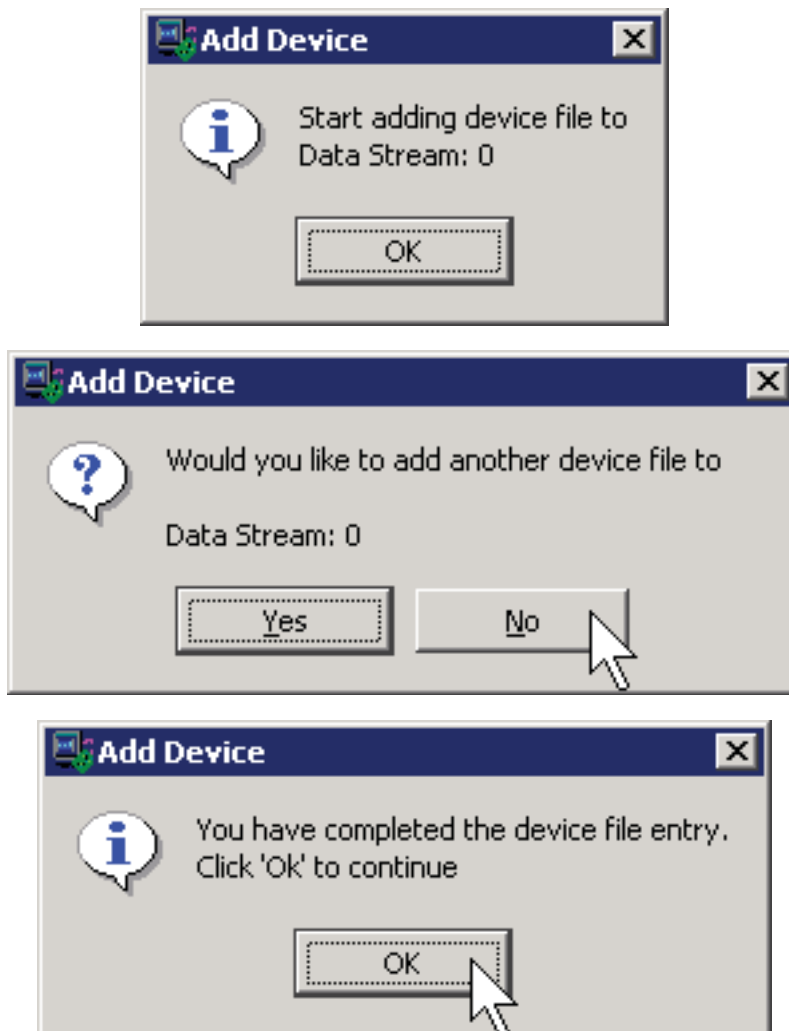 Add Device
Start adding device file to
Data Stream: 0
OK
Add Device
Would you like to add another device file to
Data Stream: 0
Yes No
Add Device
You have completed the device file entry.
Click 'Ok' to continue
OK